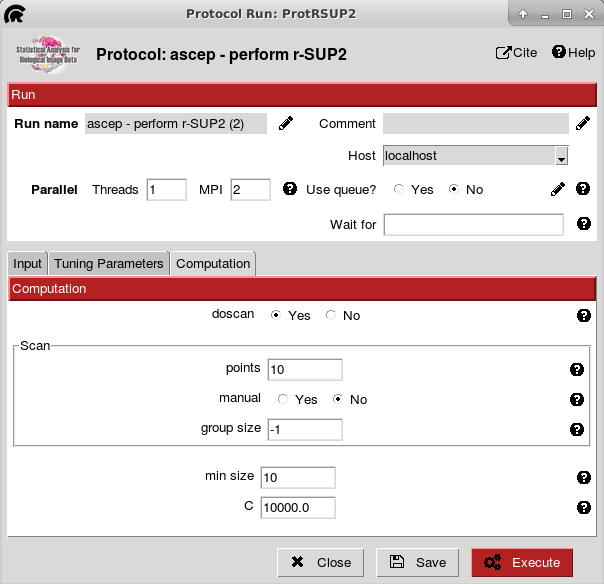 Protocol Run: ProtRSUP2
Statistical Analysis for
Biological Image Data
Protocol: ascep - perform r-SUP2
Cite
Help
Run
Run name ascep - perform r-SUP2 (2) Comment
Host localhost
Parallel Threads 1 MPI 2 Use queue? Yes No
Wait for
Input Tuning Parameters Computation
Computation
doscan Yes No
Scan
points 10
manual Yes No
group size -1
min size 10
C 10000.0
Close Save Execute